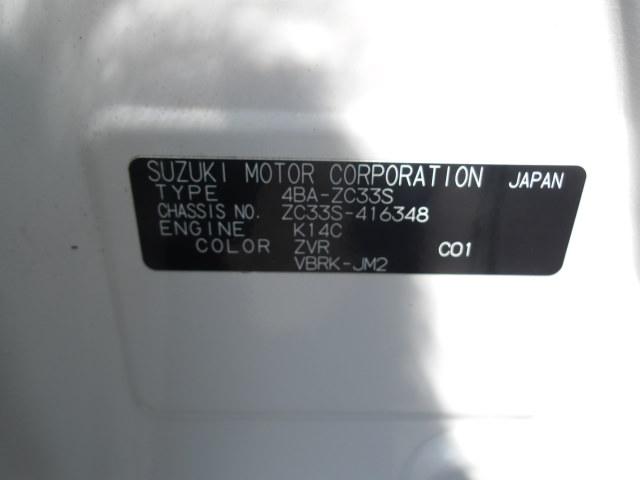 SUZUKI MOTOR CORPORATION JAPAN
TYPE 4BA-ZC33S
CHASSIS NO. ZC33S-416348
ENGINE K14C
COLOR ZVR C01
VBRK-JM2